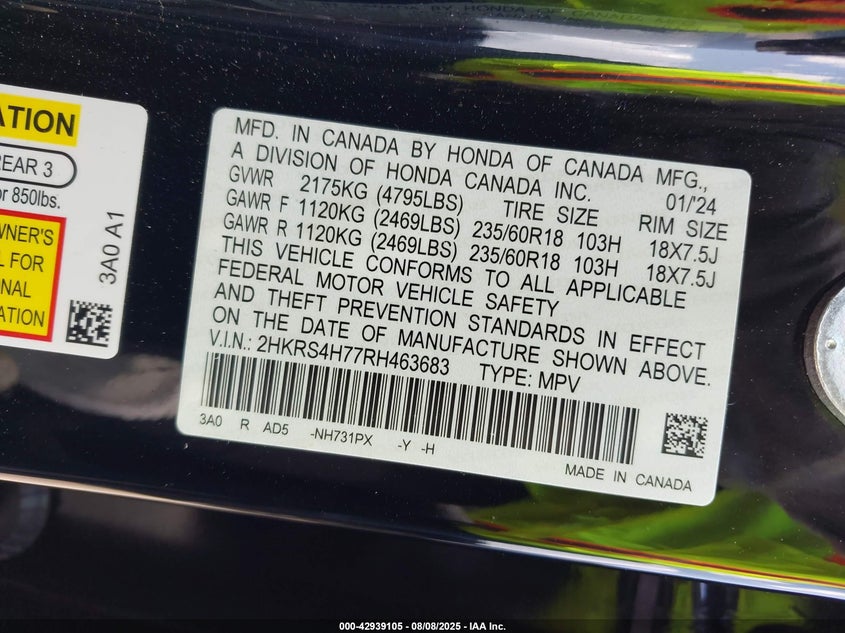 ATION
REAR 3
or 850lbs.
WNER'S
L FOR
NAL
ATION
3A0 A1
MFD. IN CANADA BY HONDA OF CANADA MFG.,
A DIVISION OF HONDA CANADA INC. 01/'24
GVWR 2175KG (4795LBS) TIRE SIZE RIM SIZE
GAWR F 1120KG (2469LBS) 235/60R18 103H 18X7.5J
GAWR R 1120KG (2469LBS) 235/60R18 103H 18X7.5J
THIS VEHICLE CONFORMS TO ALL APPLICABLE
FEDERAL MOTOR VEHICLE SAFETY
AND THEFT PREVENTION STANDARDS IN EFFECT
ON THE DATE OF MANUFACTURE SHOWN ABOVE.
V.I.N.: 2HKRS4H77RH463683 TYPE: MPV
3A0 R AD5 -NH731PX -Y -H
MADE IN CANADA
000-42939105 - 08/08/2025 - IAA Inc.